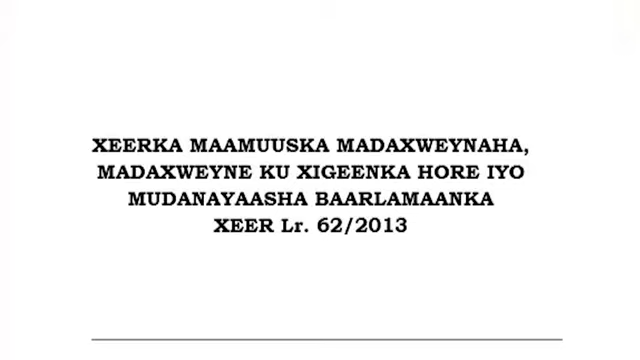 XEERKA MAAMUUSKA MADAXWEYNAHA,
MADAXWEYNE KU XIGEENKA HORE IYO
MUDANAYAASHA BAARLAMAANKA
XEER Lr. 62/2013